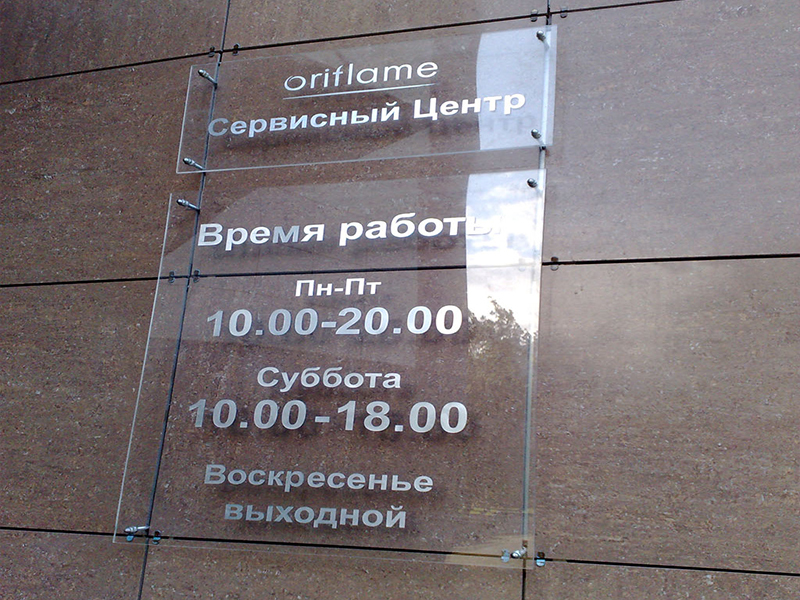 oriflame
Сервисный Центр
Время работы
Пн-Пт
10.00-20.00
Суббота
10.00-18.00
Воскресенье
выходной